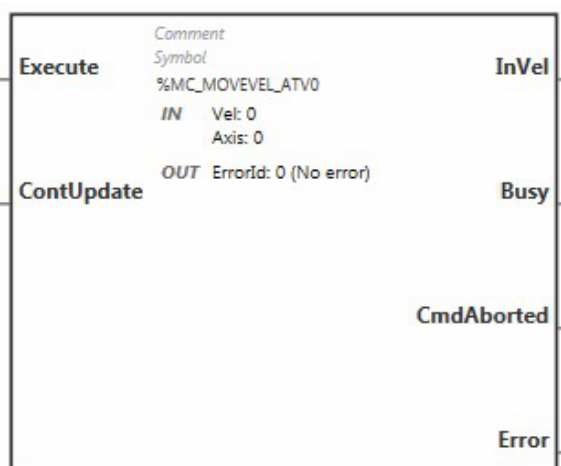 Comment
Execute
Symbol
InVel
%MC_MOVEVEL_ATV0
IN Vel: 0
Axis: 0
OUT ErrorId: 0 (No error)
ContUpdate
Busy
CmdAborted
Error